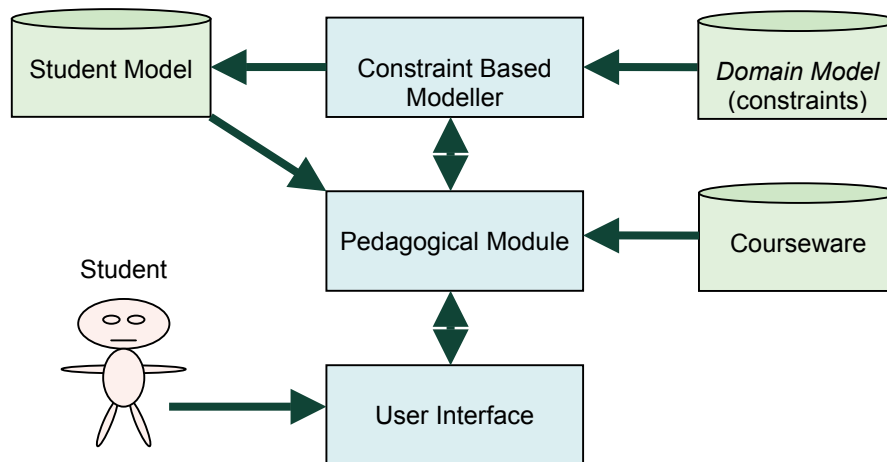 Student Model
Constraint Based
Modeller
Domain Model
(constraints)
Pedagogical Module
Courseware
Student
User Interface